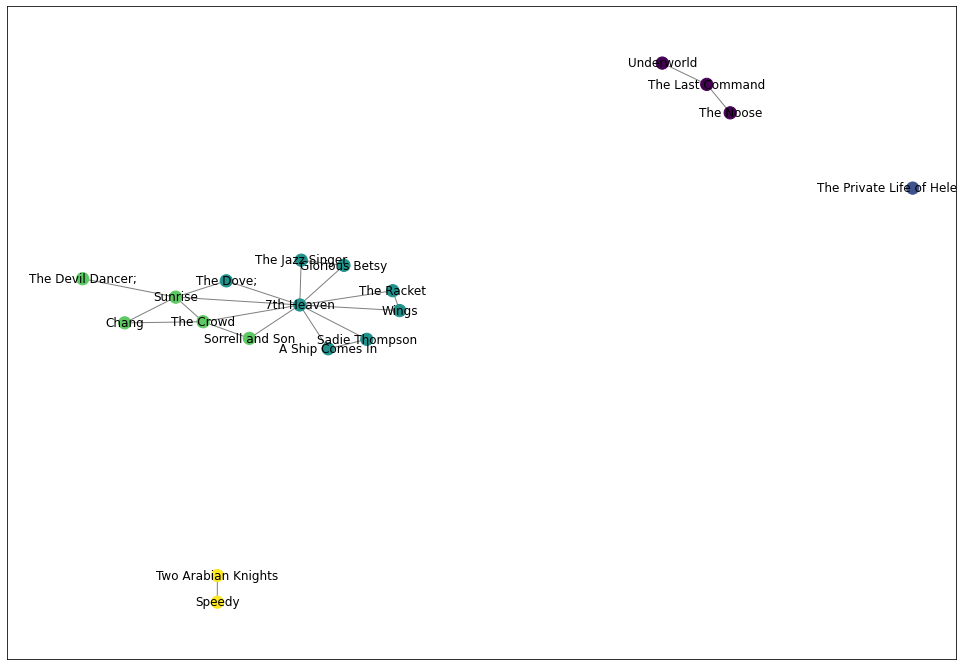 Underworld
The Last Command
The Noose
The Private Life of Hele
The Jazz Singer
Glorious Betsy
The Devil Dancer;
The Dove;
The Racket
Sunrise
7th Heaven
Wings
Chang
The Crowd
Sorrell and Son
Sadie Thompson
A Ship Comes In
Two Arabian Knights
Speedy